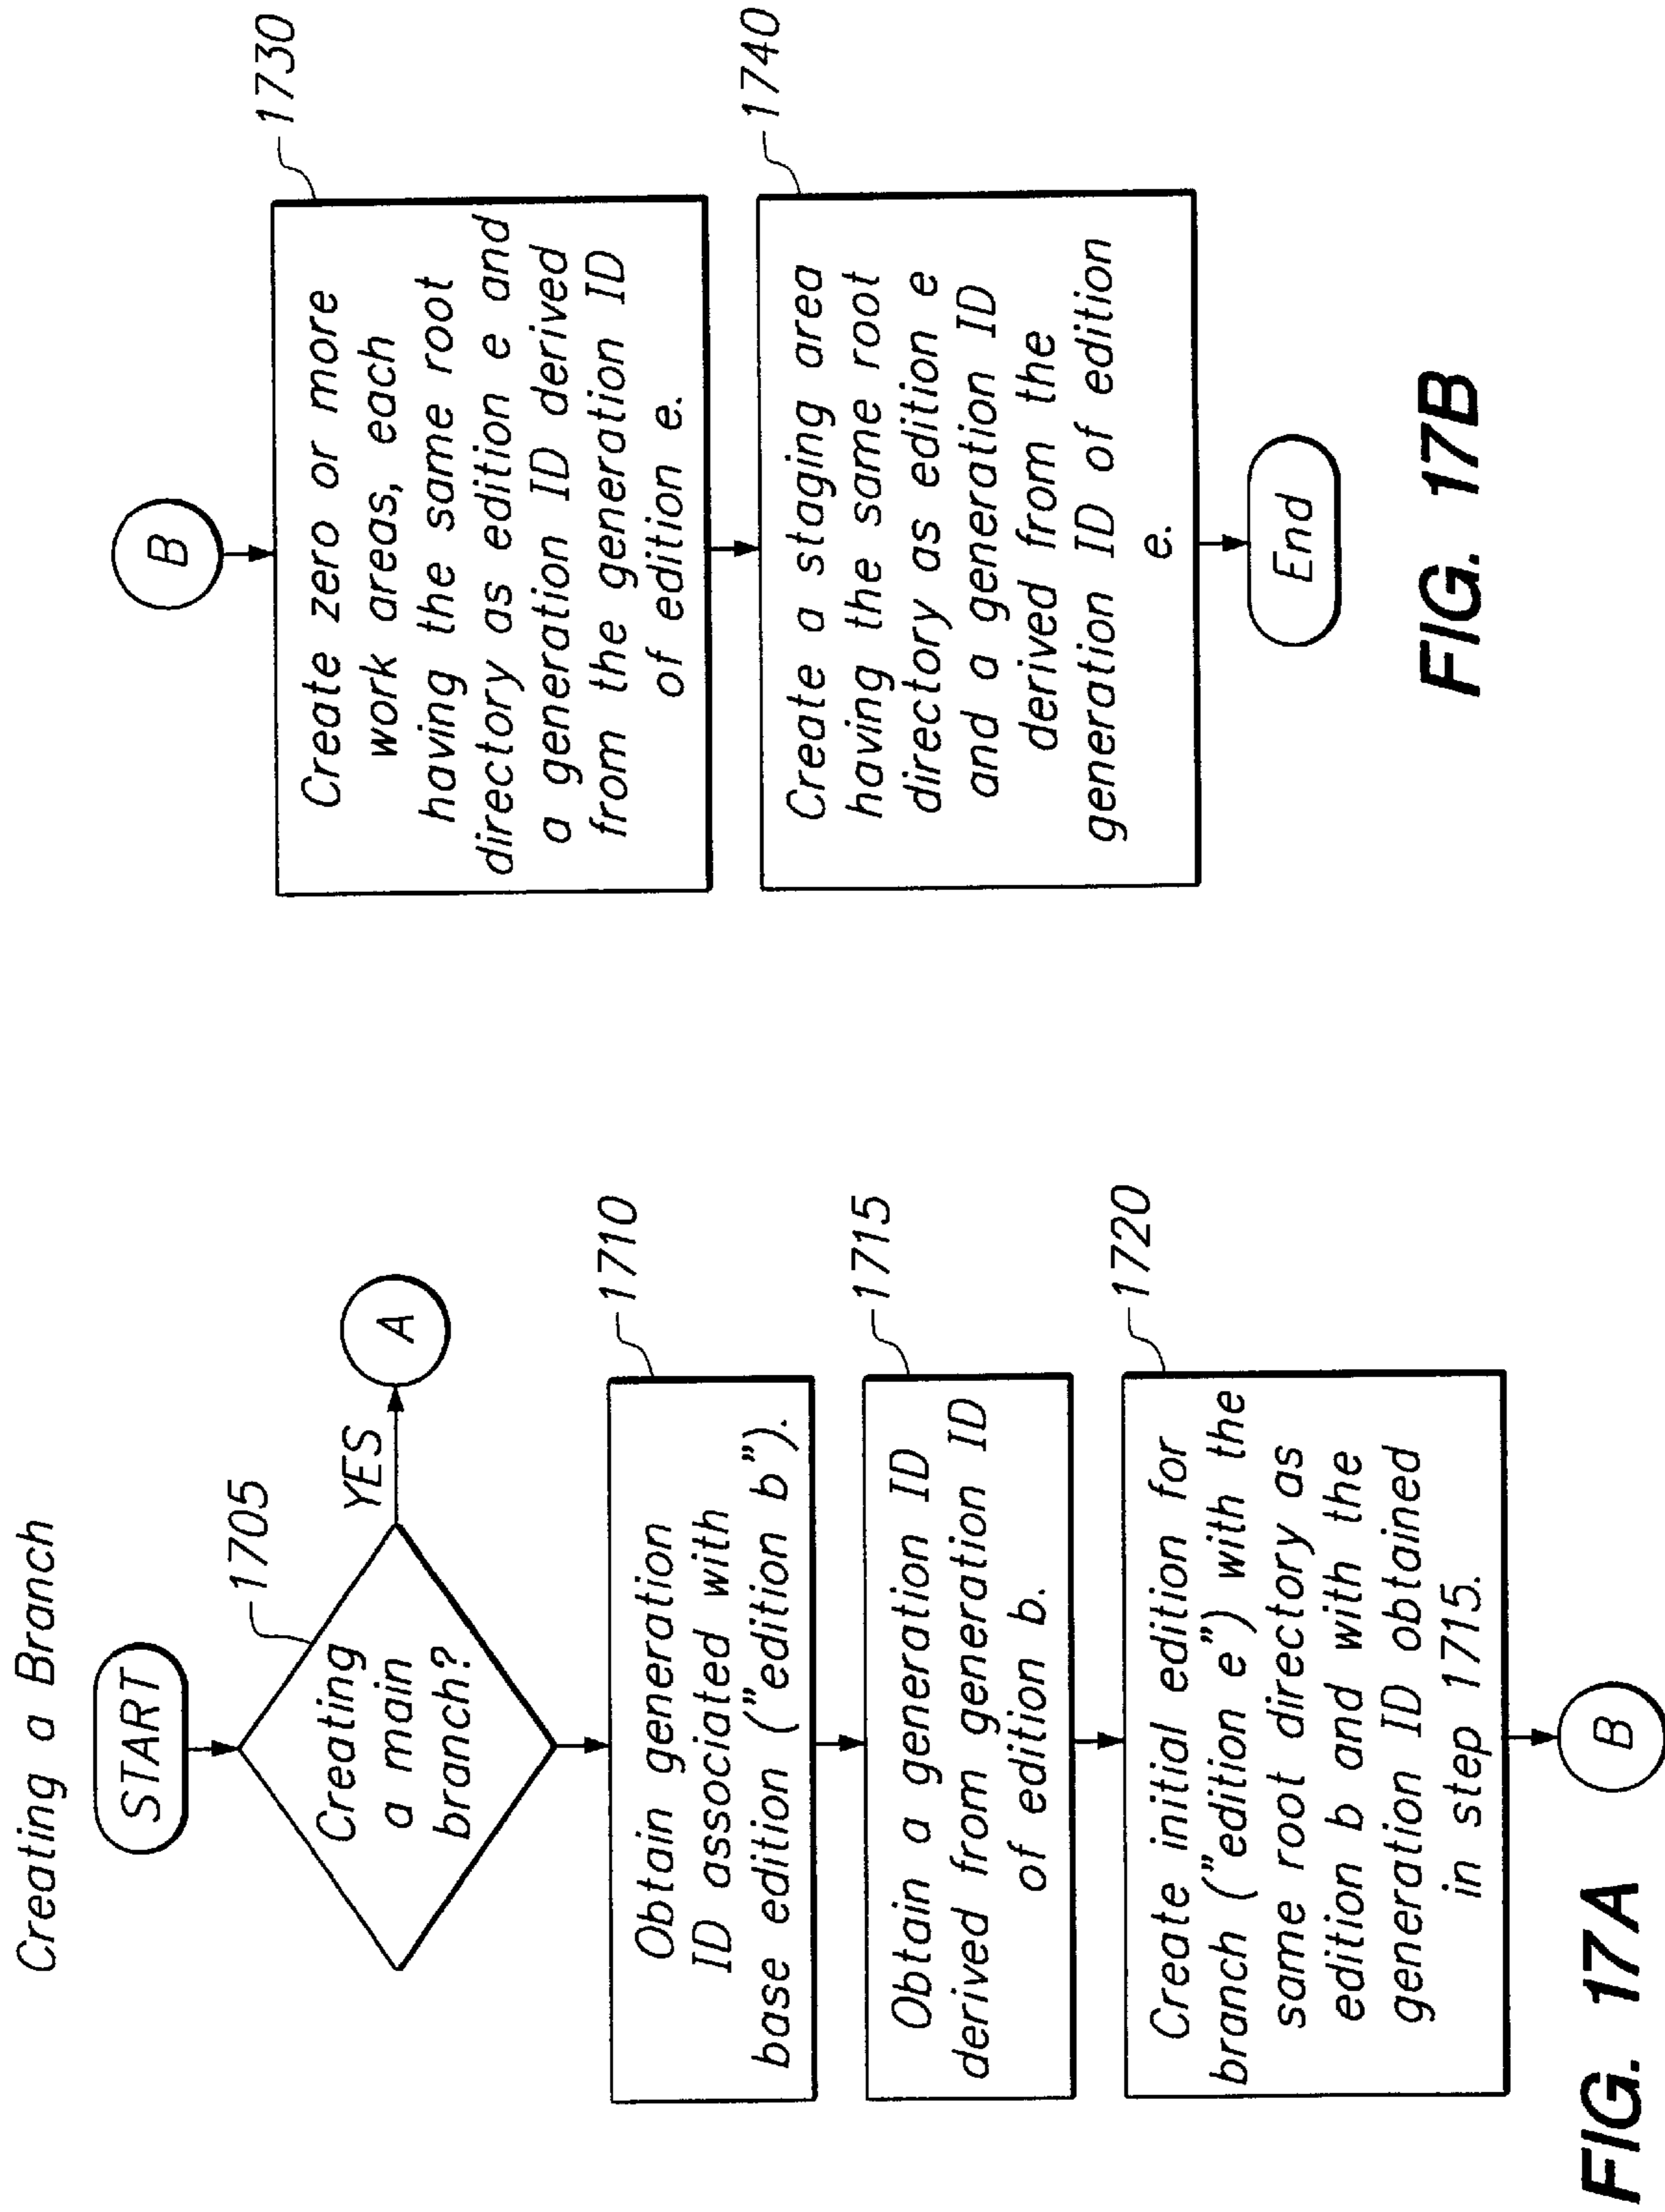 Creating a Branch
START
Creating
a main
branch?
1705
YES
A
Obtain generation
ID associated with
base edition ("edition b").
1710
Obtain a generation ID
derived from generation ID
of edition b.
1715
Create initial edition for
branch ("edition e") with the
same root directory as
edition b and with the
generation ID obtained
in step 1715.
1720
B
FIG. 17A
B
Create zero or more
work areas, each
having the same root
directory as edition e and
a generation ID derived
from the generation ID
of edition e.
1730
Create a staging area
having the same root
directory as edition e
and a generation ID
derived from the
generation ID of edition
e.
1740
End
FIG. 17B